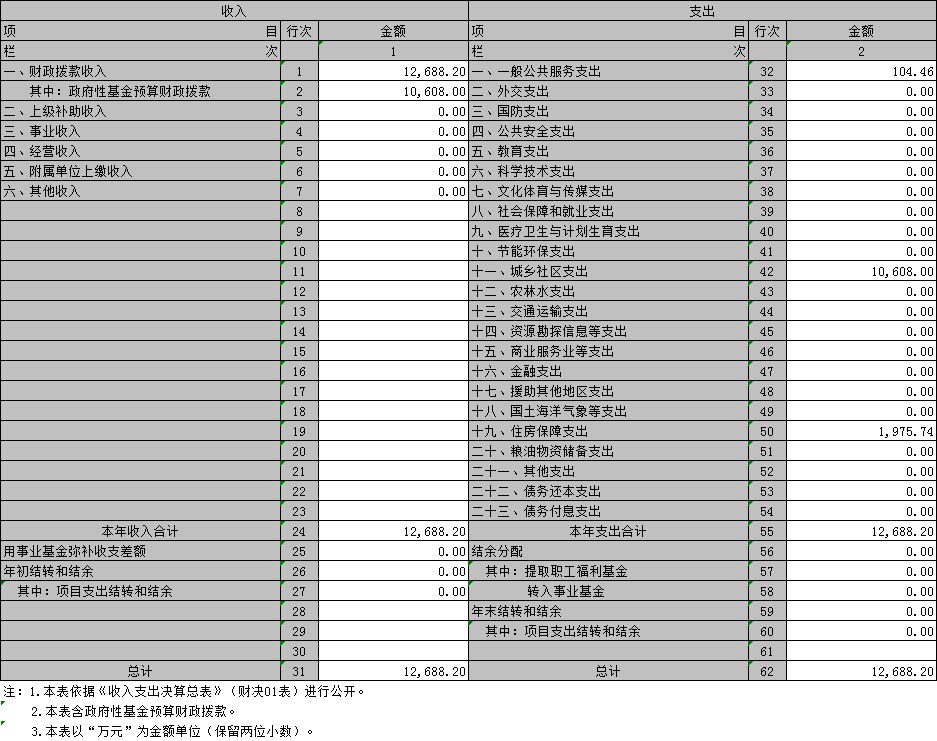 收入 支出
项 目 行次 金额 项 目 行次 金额
栏 次 1 栏 次 2
一、财政拨款收入 1 12,688.20 一、一般公共服务支出 32 104.46
其中：政府性基金预算财政拨款 2 10,608.00 二、外交支出 33 0.00
二、上级补助收入 3 0.00 三、国防支出 34 0.00
三、事业收入 4 0.00 四、公共安全支出 35 0.00
四、经营收入 5 0.00 五、教育支出 36 0.00
五、附属单位上缴收入 6 0.00 六、科学技术支出 37 0.00
六、其他收入 7 0.00 七、文化体育与传媒支出 38 0.00
8 八、社会保障和就业支出 39 0.00
9 九、医疗卫生与计划生育支出 40 0.00
10 十、节能环保支出 41 0.00
11 十一、城乡社区支出 42 10,608.00
12 十二、农林水支出 43 0.00
13 十三、交通运输支出 44 0.00
14 十四、资源勘探信息等支出 45 0.00
15 十五、商业服务业等支出 46 0.00
16 十六、金融支出 47 0.00
17 十七、援助其他地区支出 48 0.00
18 十八、国土海洋气象等支出 49 0.00
19 十九、住房保障支出 50 1,975.74
20 二十、粮油物资储备支出 51 0.00
21 二十一、其他支出 52 0.00
22 二十二、债务还本支出 53 0.00
23 二十三、债务付息支出 54 0.00
本年收入合计 24 12,688.20 本年支出合计 55 12,688.20
用事业基金弥补收支差额 25 0.00 结余分配 56 0.00
年初结转和结余 26 0.00 其中：提取职工福利基金 57 0.00
其中：项目支出结转和结余 27 0.00 转入事业基金 58 0.00
28 年末结转和结余 59 0.00
29 其中：项目支出结转和结余 60 0.00
30 61
总计 31 12,688.20 总计 62 12,688.20
注：1.本表依据《收入支出决算总表》（财决01表）进行公开。
2.本表含政府性基金预算财政拨款。
3.本表以“万元”为金额单位（保留两位小数）。